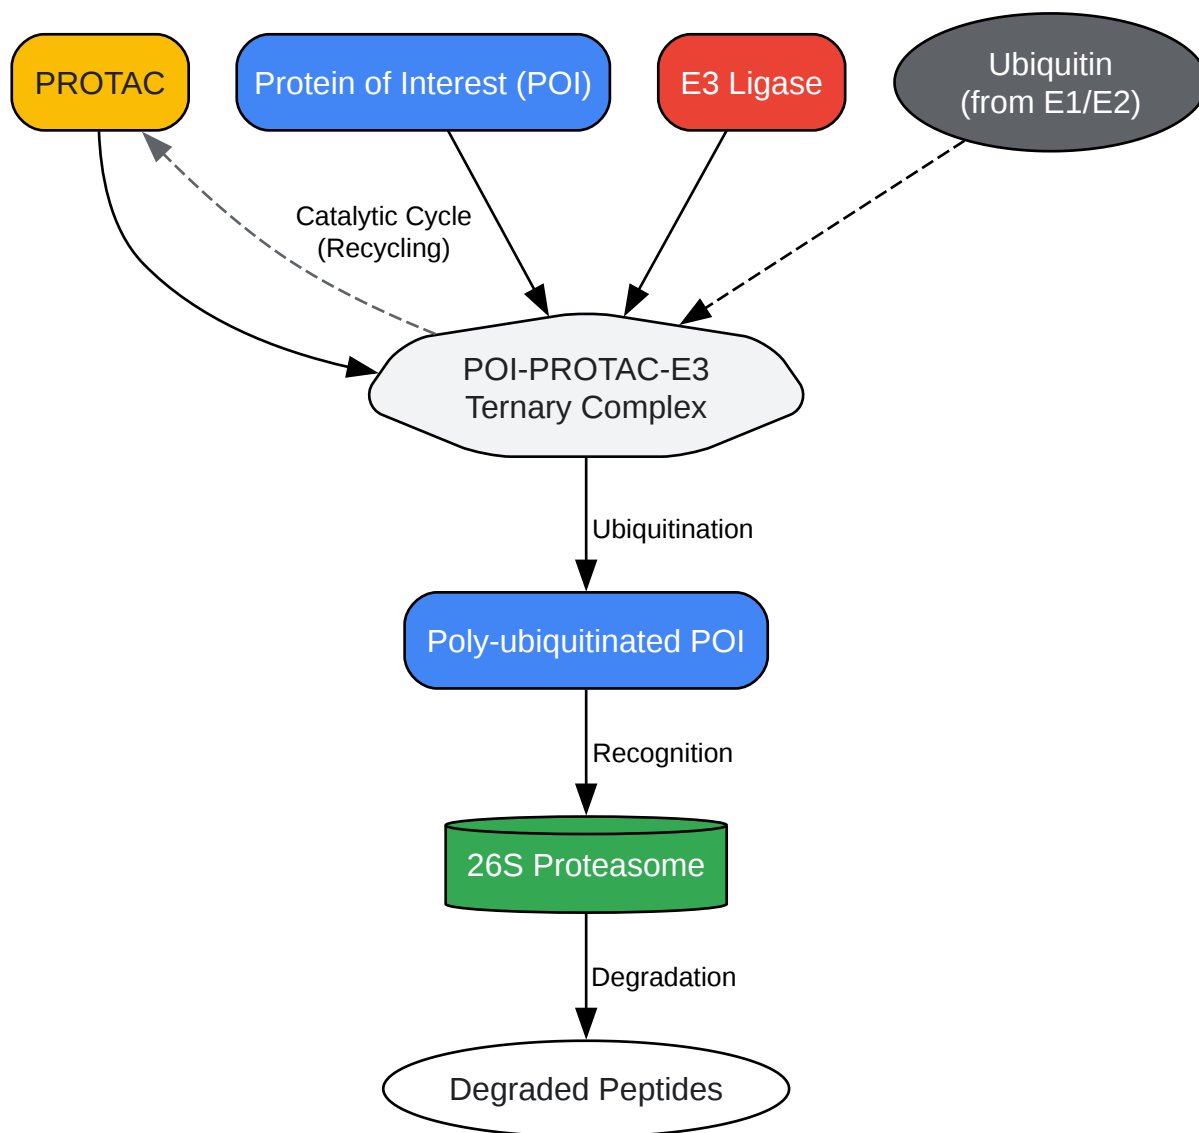 PROTAC
Protein of Interest (POI)
E3 Ligase
Ubiquitin
(from E1/E2)
Catalytic Cycle
(Recycling)
POI-PROTAC-E3
Ternary Complex
Ubiquitination
Poly-ubiquitinated POI
Recognition
26S Proteasome
Degradation
Degraded Peptides